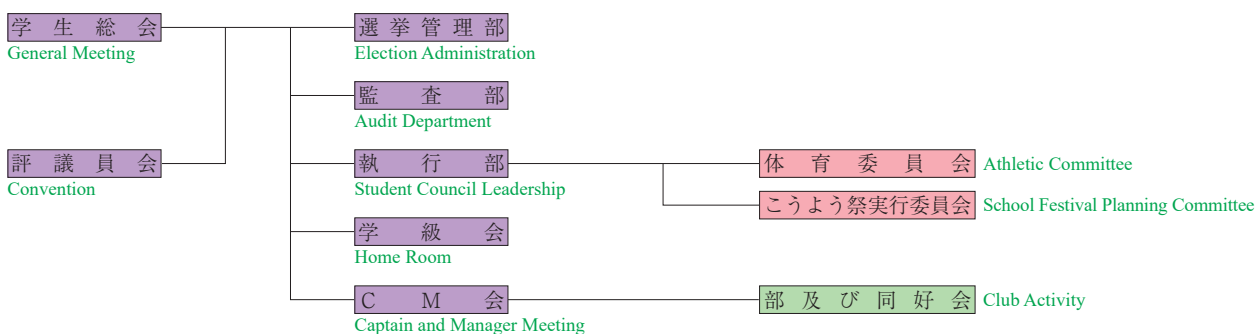 学生総会
General Meeting
評議員会
Convention
選挙管理部
Election Administration
監査部
Audit Department
執行部
Student Council Leadership
学級会
Home Room
CM会
Captain and Manager Meeting
体育委員会 Athletic Committee
こうよう祭実行委員会 School Festival Planning Committee
部及び同好会 Club Activity